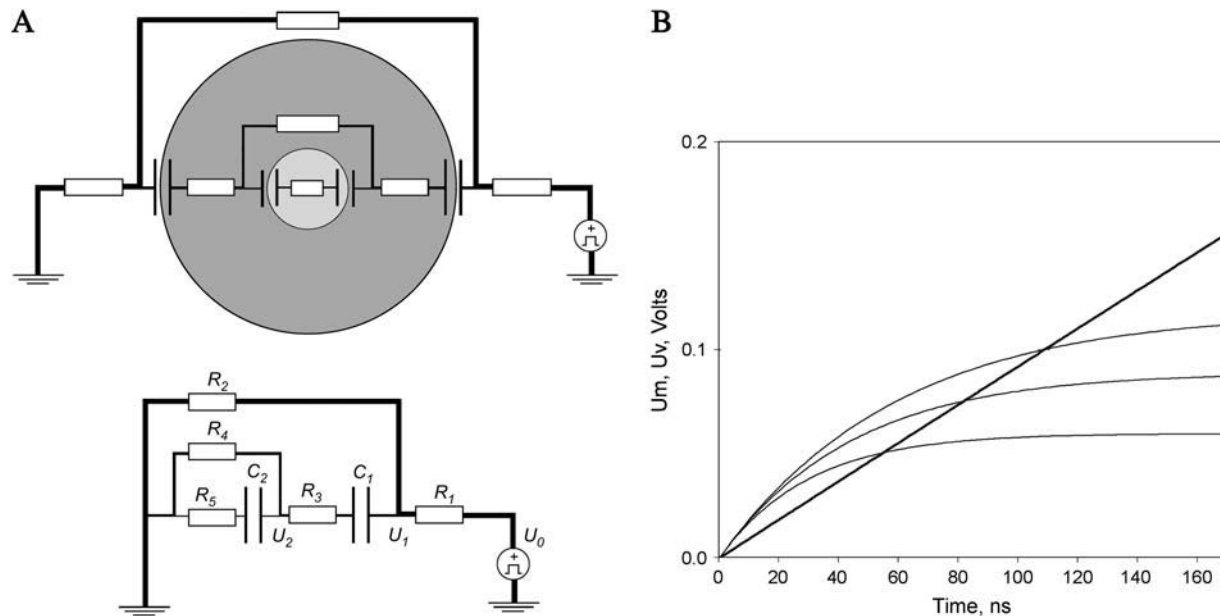 A
B
+
R₂
R₄
C₂
C₁
R₅
R₃
R₁
U₂
U₁
U₀
+
0.2
0.1
0.0
Um, Uv, Volts
0 20 40 60 80 100 120 140 160
Time, ns